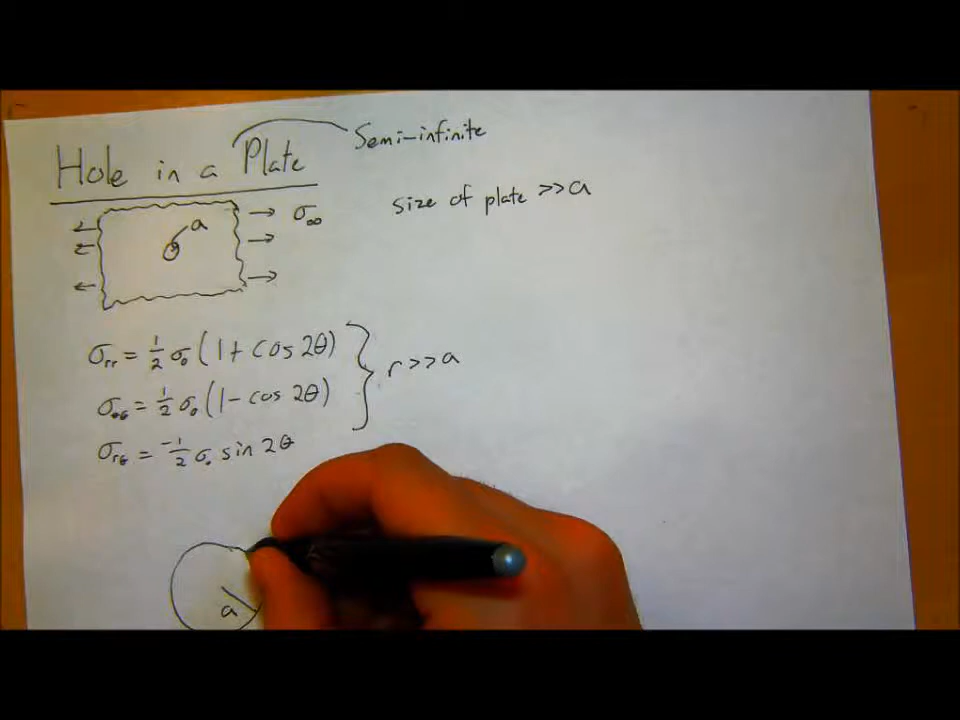 Semi-infinite
Hole in a Plate
size of plate >> a
σ∞
a
σrr = 1/2 σ₀ (1 + cos 2θ)
r >> a
σθθ = 1/2 σ₀ (1 - cos 2θ)
σrθ = -1/2 σ₀ sin 2θ
a